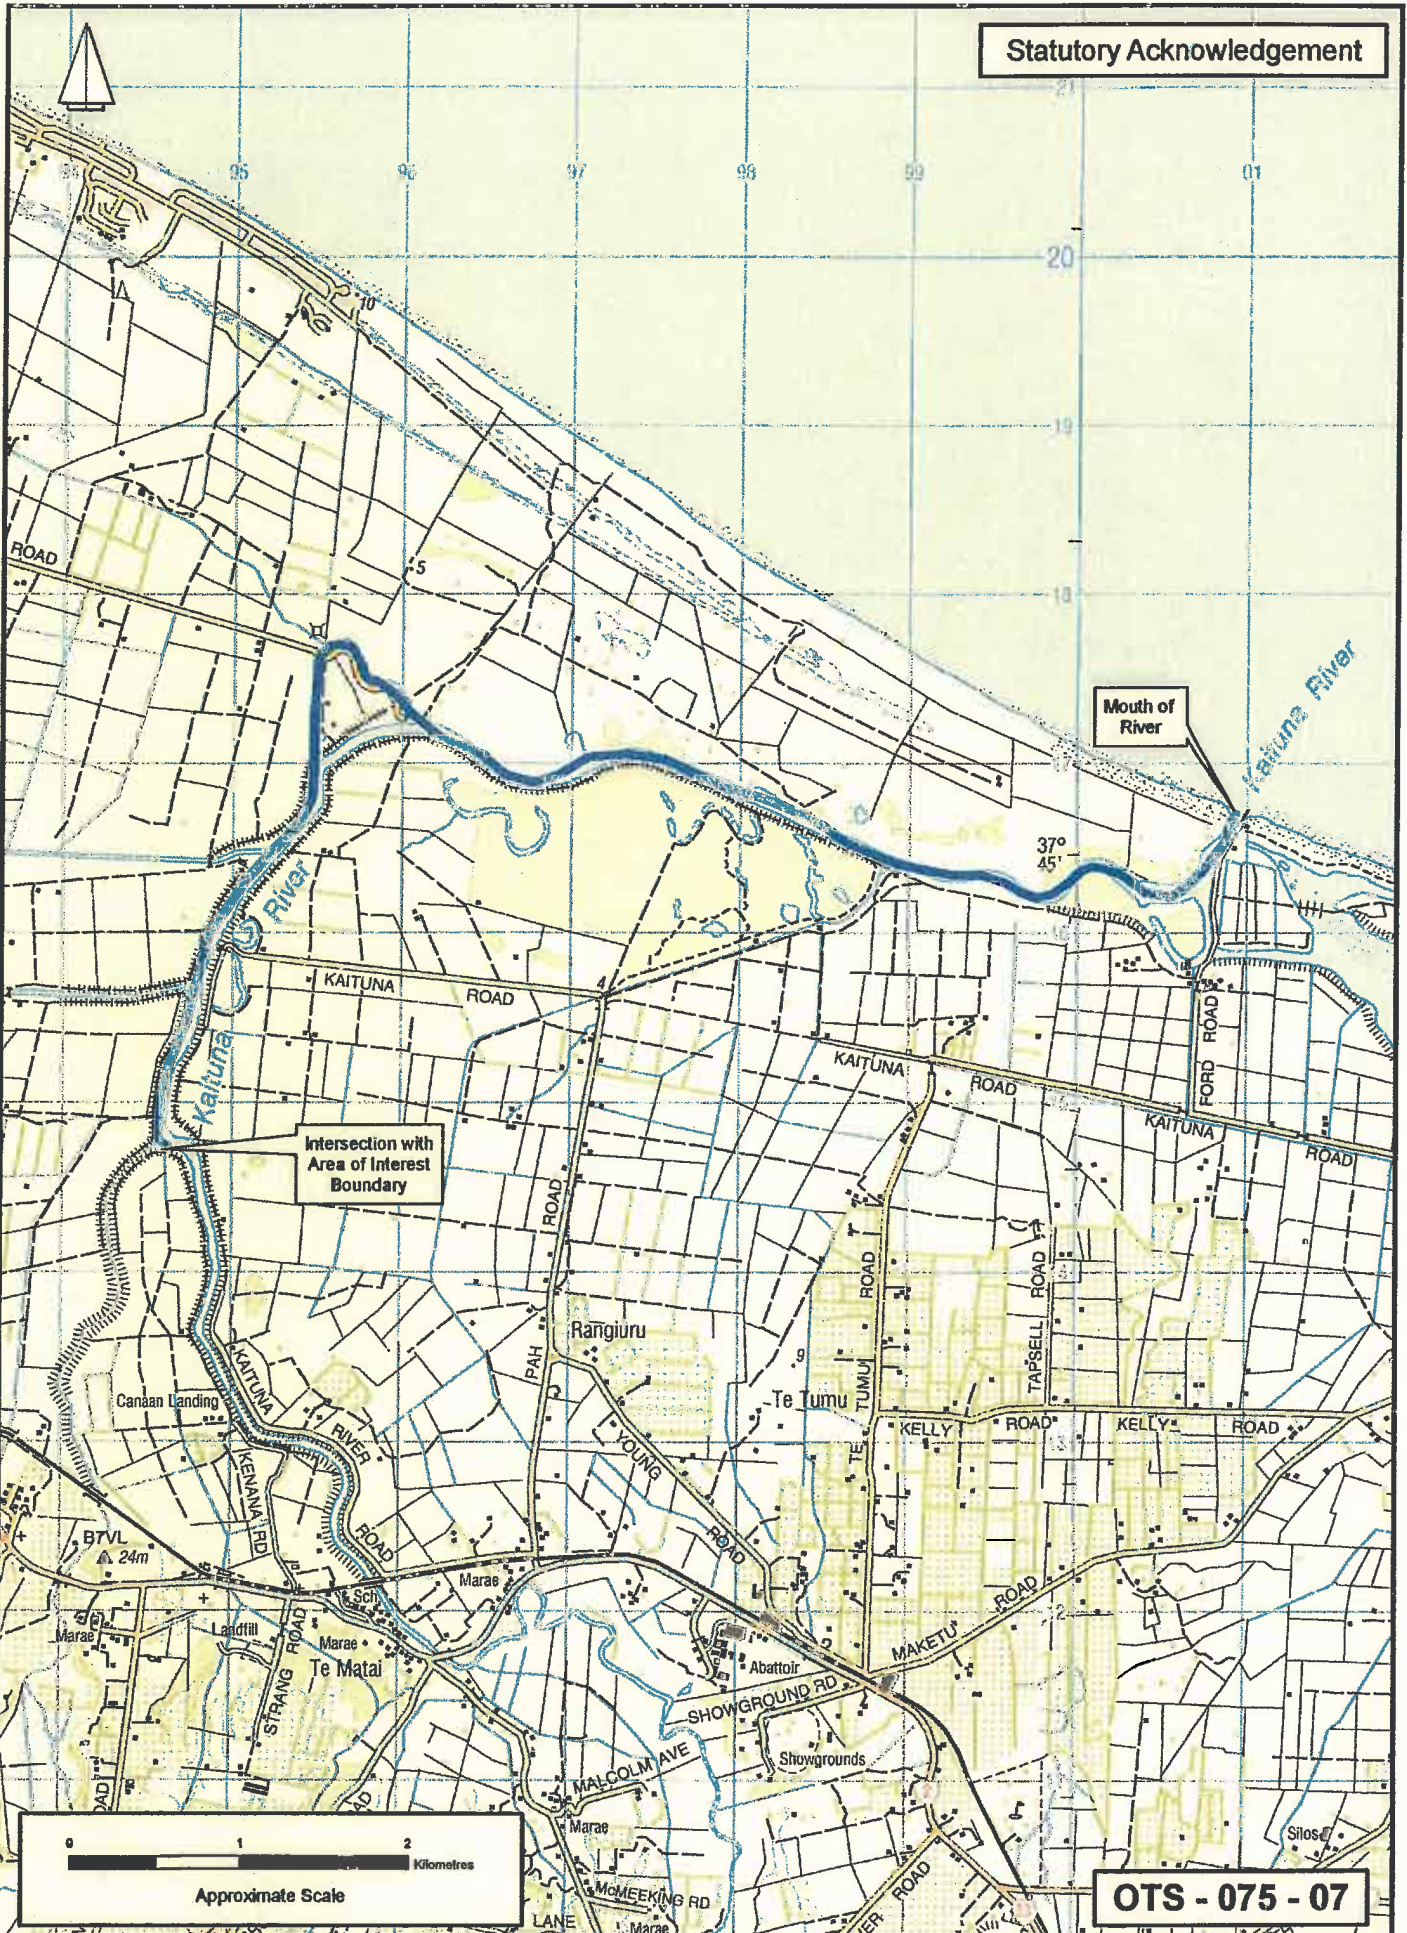 Statutory Acknowledgement
21
94
95
96
97
98
99
01
20
10
19
ROAD
5
18
Kaituna River
Mouth of
River
37°
45'
River
KAITUNA
ROAD
4
Kaituna
KAITUNA
ROAD
FORD ROAD
KAITUNA
ROAD
Intersection with
Area of Interest
Boundary
ROAD
PAH
Rangiuru
9
Te Tumu
ROAD
TUMU
TE
TAPSELL ROAD
KELLY
ROAD
KELLY
ROAD
Canaan Landing
KAITUNA
RIVER
ROAD
KENANA RD
YOUNG
ROAD
B7VL
24m
Marae
Sch
Marae
Landfill
Marae
Te Matai
STRANG ROAD
Abattoir
2
MAKETU
ROAD
SHOWGROUND RD
Showgrounds
MALCOLM AVE
Marae
McMEEKING RD
Marae
LANE
ROAD
Silos
0
1
2
Kilometres
Approximate Scale
OTS - 075 - 07